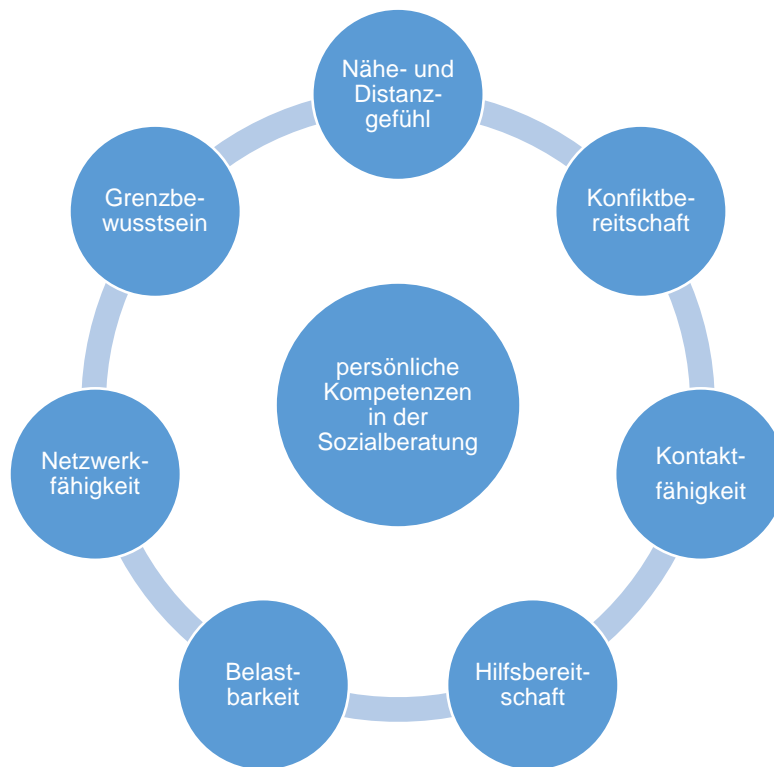 Nähe- und
Distanz-
gefühl
Konfiktbe-
reitschaft
Kontakt-
fähigkeit
Hilfsbereit-
schaft
Belast-
barkeit
Netzwerk-
fähigkeit
Grenzbe-
wusstsein
persönliche
Kompetenzen
in der
Sozialberatung